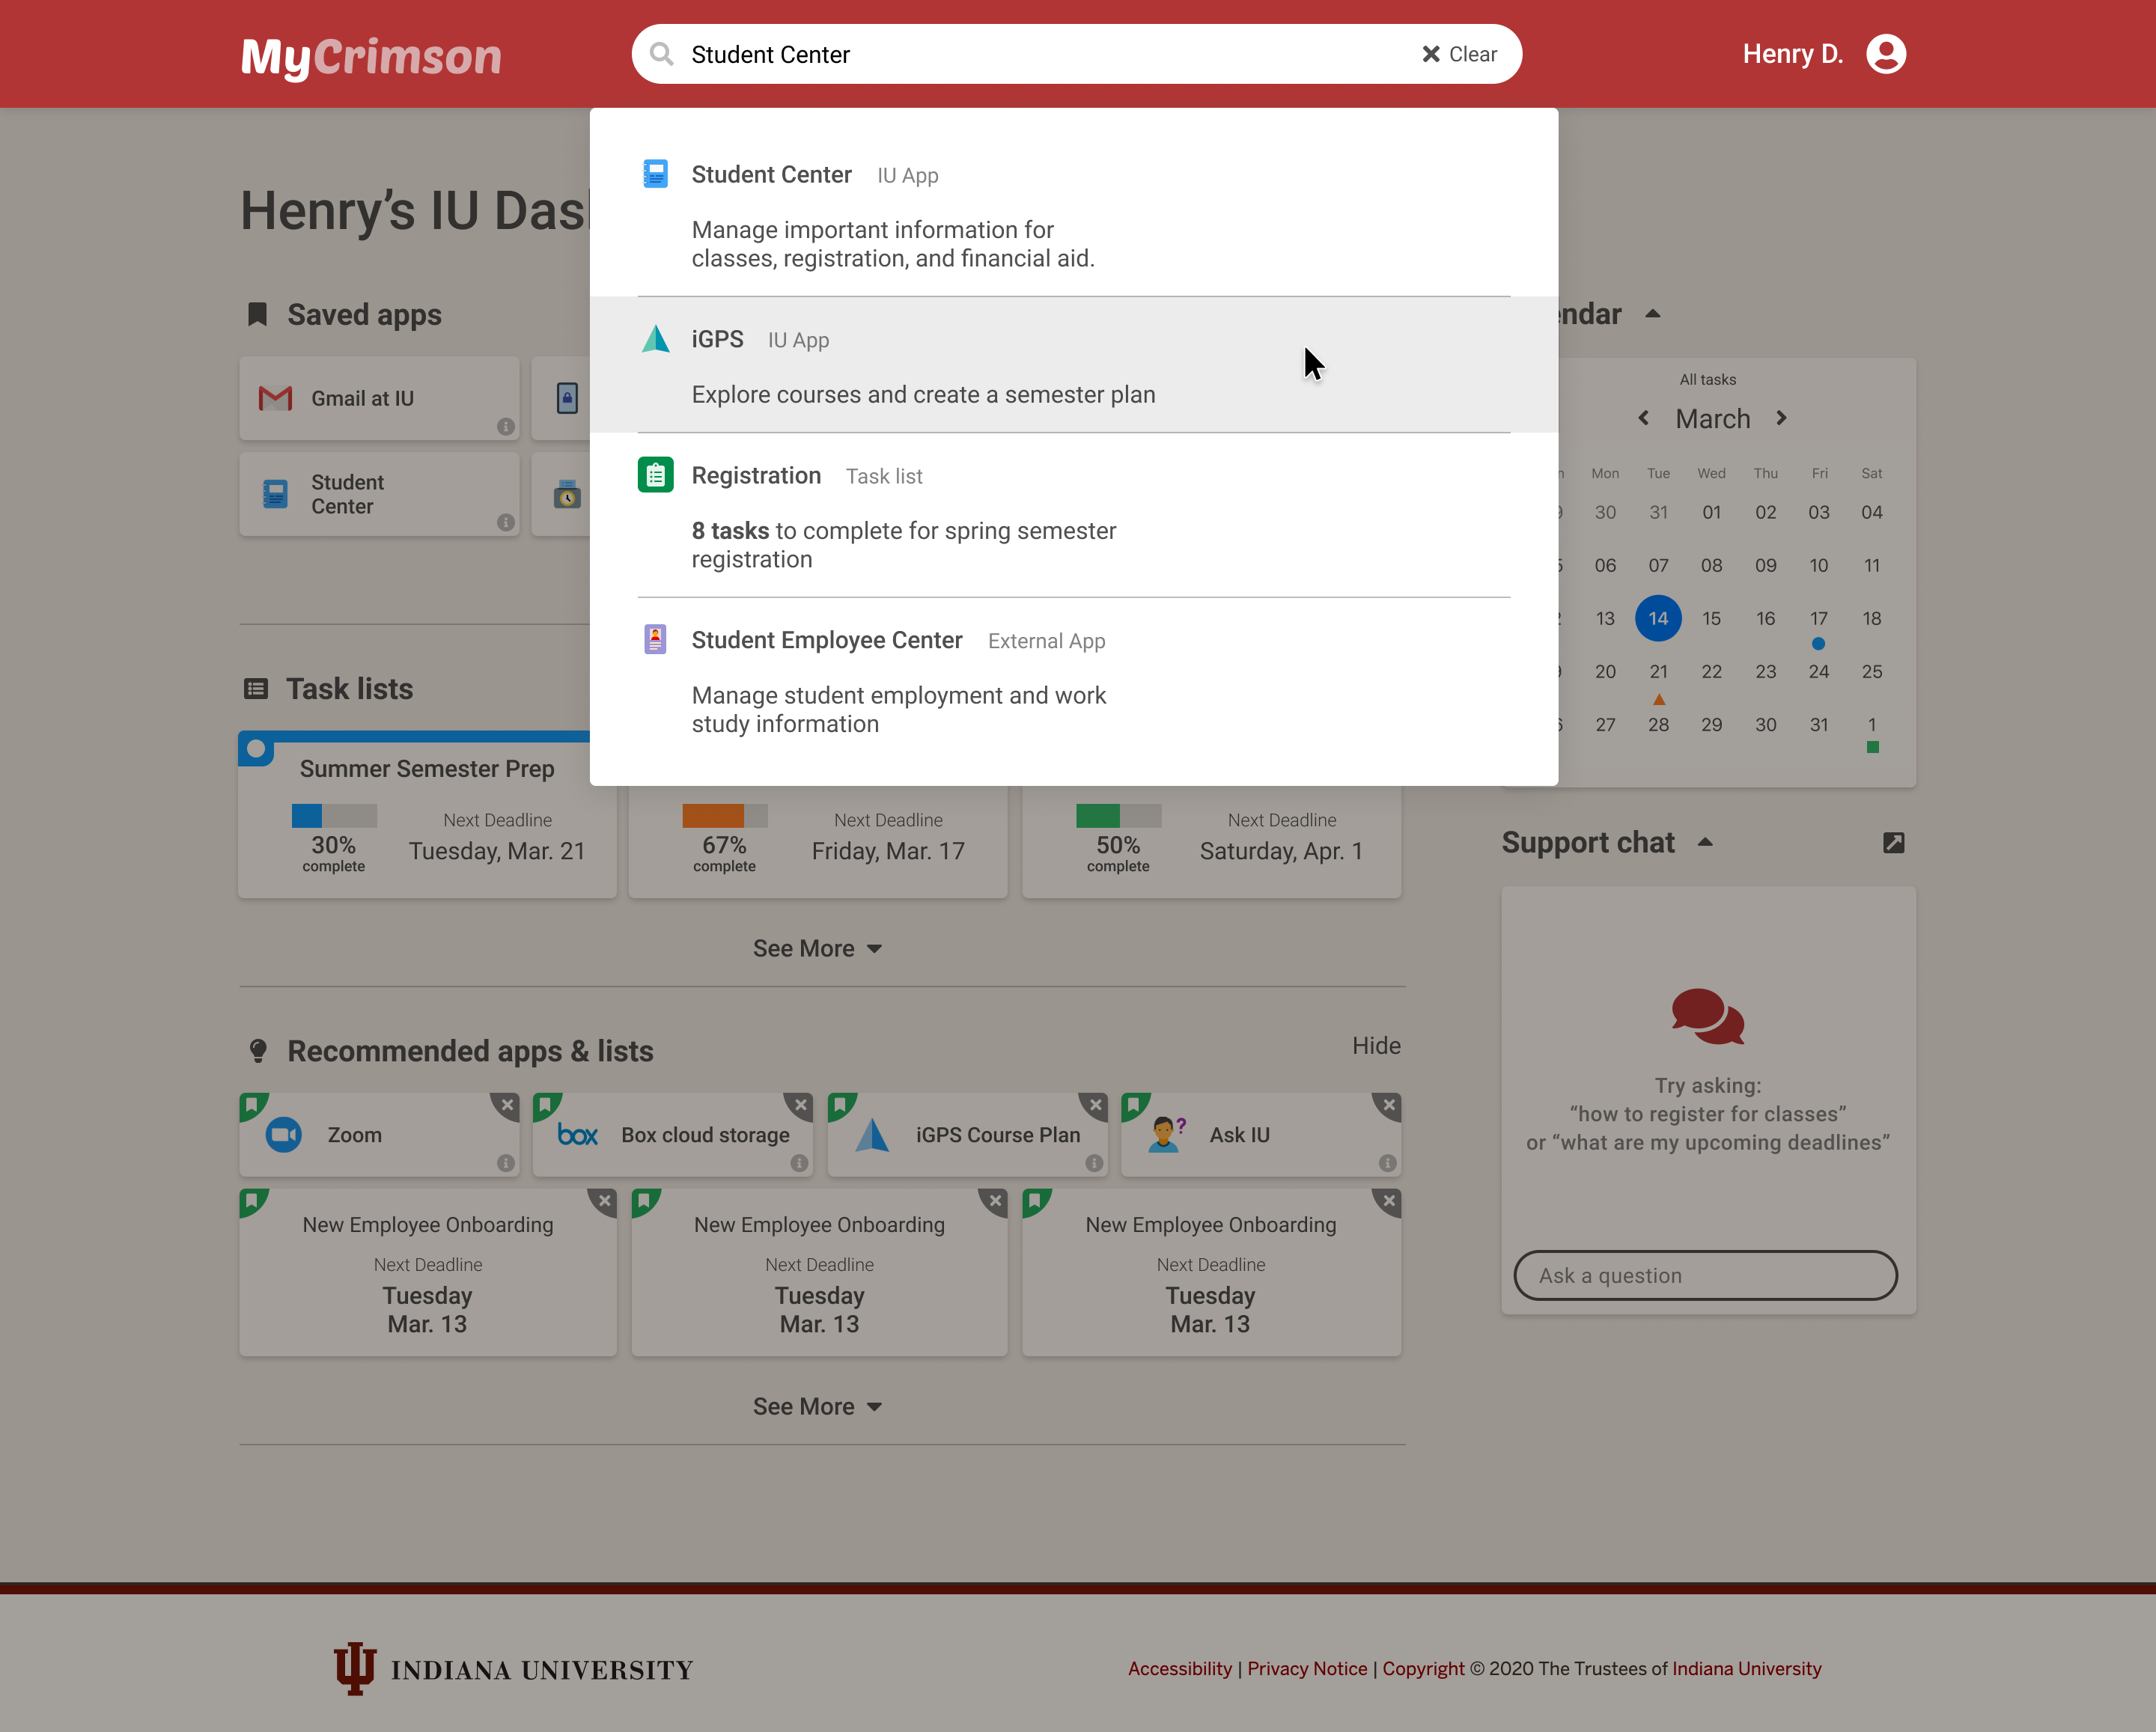 MyCrimson
Student Center
Clear
Henry D.
Student Center IU App
Manage important information for
classes, registration, and financial aid.
iGPS IU App
Explore courses and create a semester plan
Registration Task list
8 tasks to complete for spring semester
registration
Student Employee Center External App
Manage student employment and work
study information
Henry’s IU Das
Saved apps
Gmail at IU
Student
Center
Task lists
Summer Semester Prep
30%
complete
Next Deadline
Tuesday, Mar. 21
67%
complete
Next Deadline
Friday, Mar. 17
50%
complete
Next Deadline
Saturday, Apr. 1
See More
Recommended apps & lists
Hide
Zoom
box Box cloud storage
iGPS Course Plan
? Ask IU
New Employee Onboarding
Next Deadline
Tuesday
Mar. 13
New Employee Onboarding
Next Deadline
Tuesday
Mar. 13
New Employee Onboarding
Next Deadline
Tuesday
Mar. 13
See More
endar
All tasks
March
Mon Tue Wed Thu Fri Sat
30 31 01 02 03 04
06 07 08 09 10 11
13 14 15 16 17 18
20 21 22 23 24 25
27 28 29 30 31 1
Support chat
Try asking:
“how to register for classes”
or “what are my upcoming deadlines”
Ask a question
INDIANA UNIVERSITY
Accessibility | Privacy Notice | Copyright © 2020 The Trustees of Indiana University